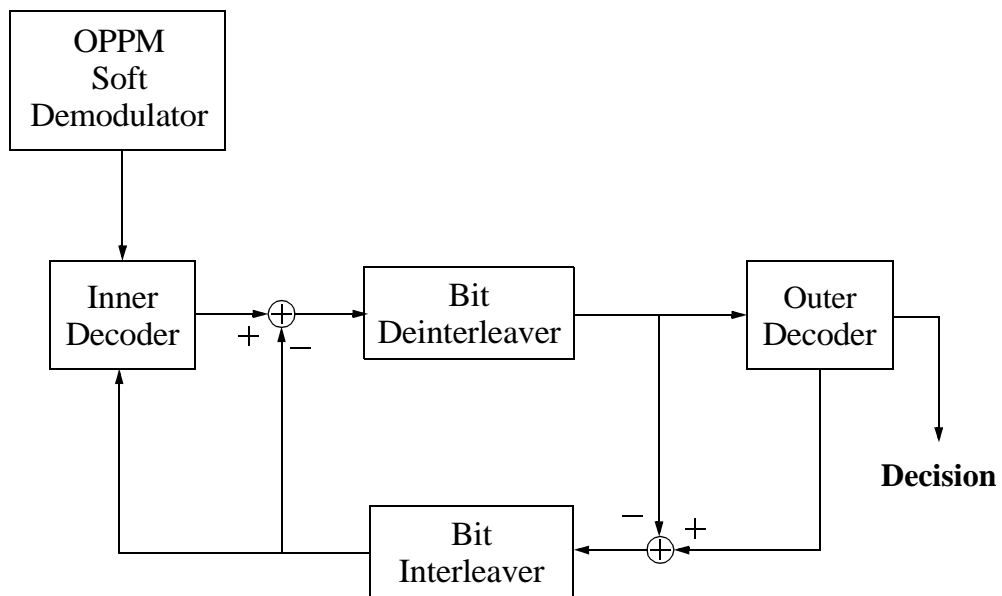 OPPM
Soft
Demodulator
Inner
Decoder
+
−
Bit
Deinterleaver
Outer
Decoder
Decision
−
+
Bit
Interleaver